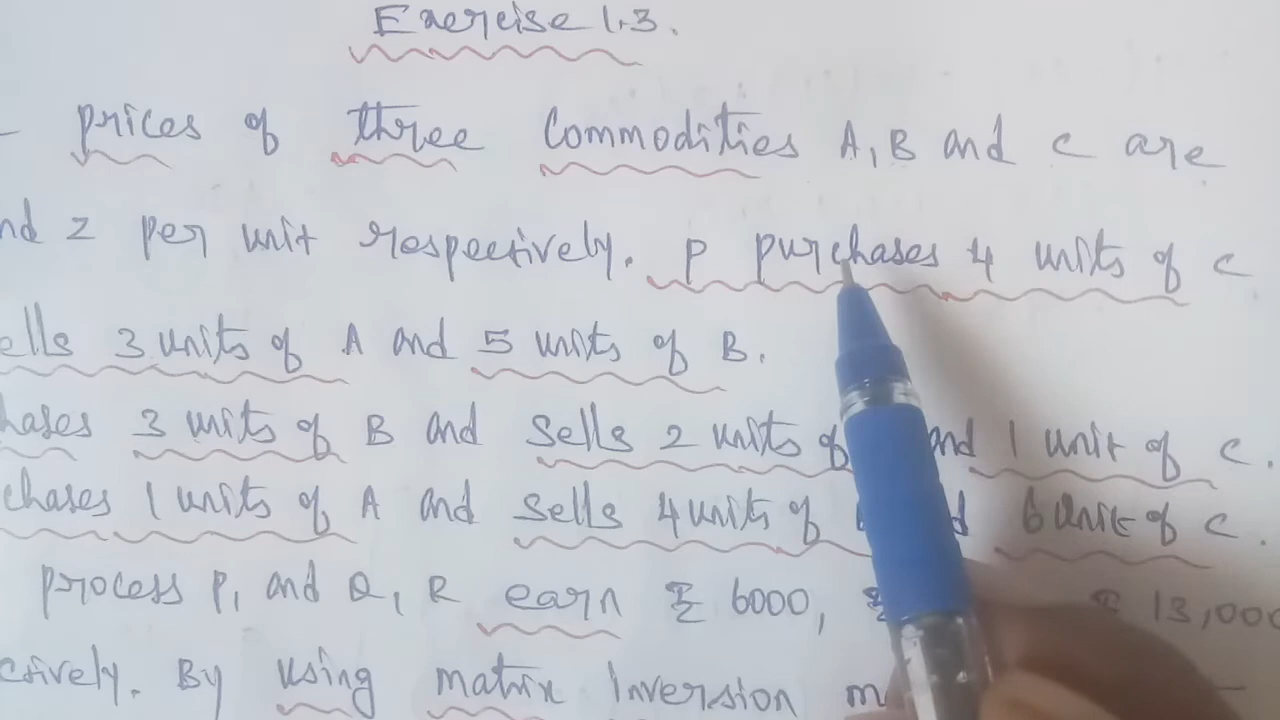 Exercise 1.3.
prices of three Commodities A, B and C are
nd z per unit respectively. P purchases 4 units of C
ells 3 units of A and 5 units of B.
hases 3 units of B and sells 2 units of and 1 unit of C.
chases 1 units of A and sells 4 units of 6 unit of C.
process P, and Q, R earn ₹ 6000, ₹ 13,000
ctively. By using matrix inversion